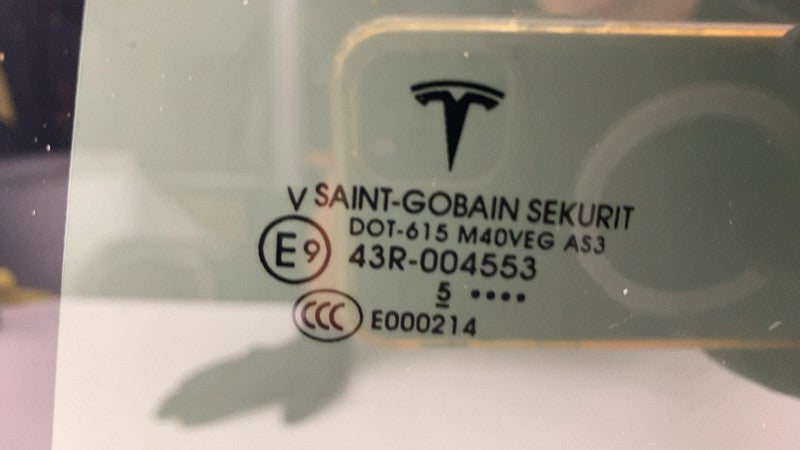 V SAINT-GOBAIN SEKURIT
DOT-615 M40VEG AS3
E9 43R-004553
5 ••••
CCC E000214